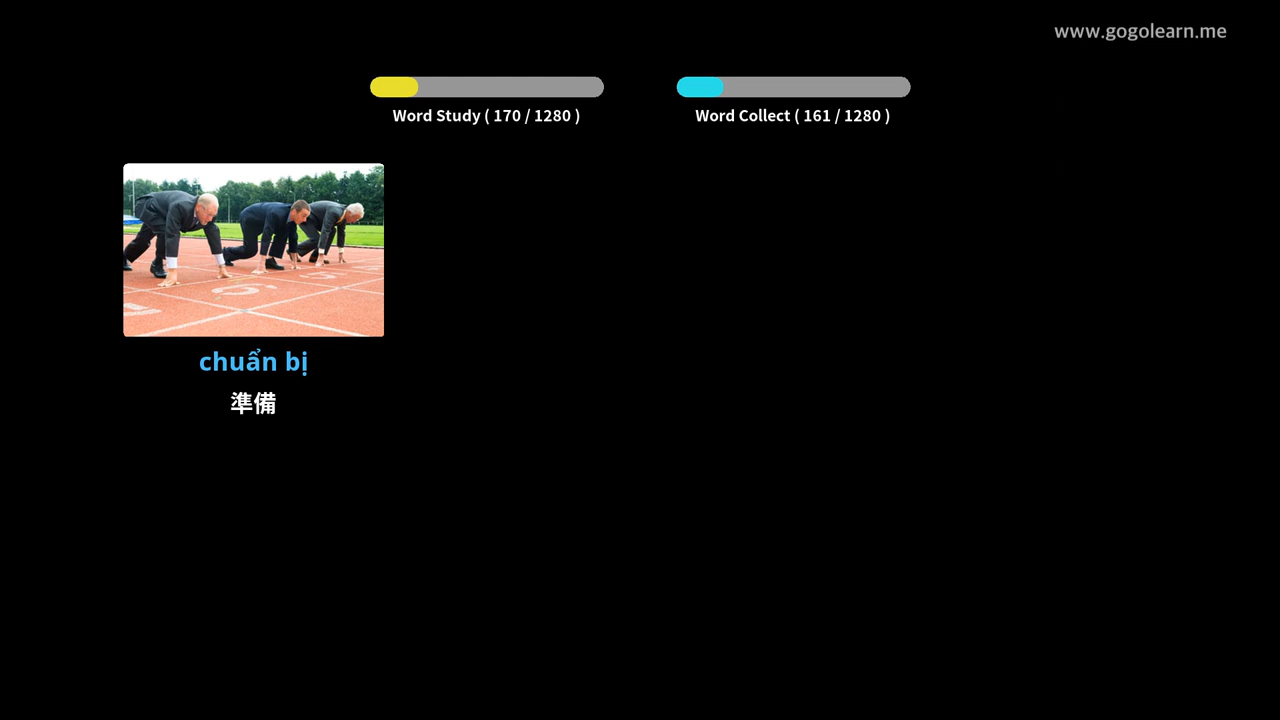 www.gogolearn.me
Word Study ( 170 / 1280 )
Word Collect ( 161 / 1280 )
chuẩn bị
準備